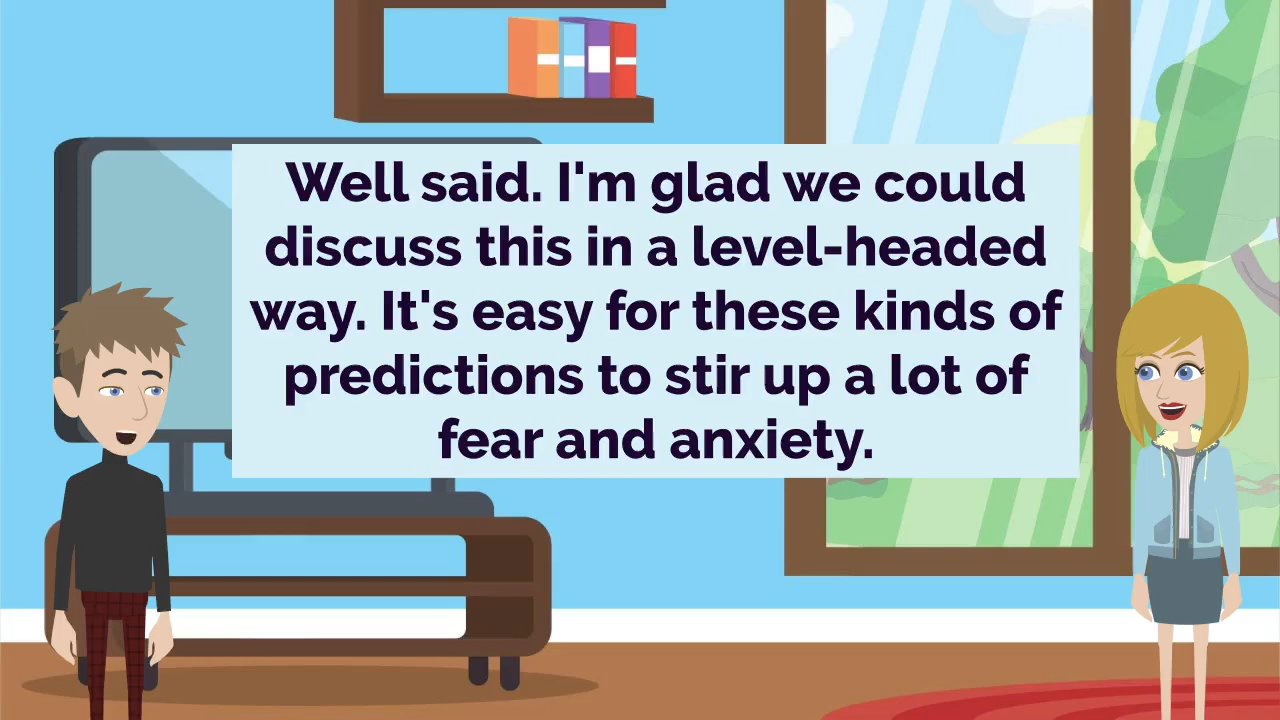 Well said. I'm glad we could
discuss this in a level-headed
way. It's easy for these kinds of
predictions to stir up a lot of
fear and anxiety.